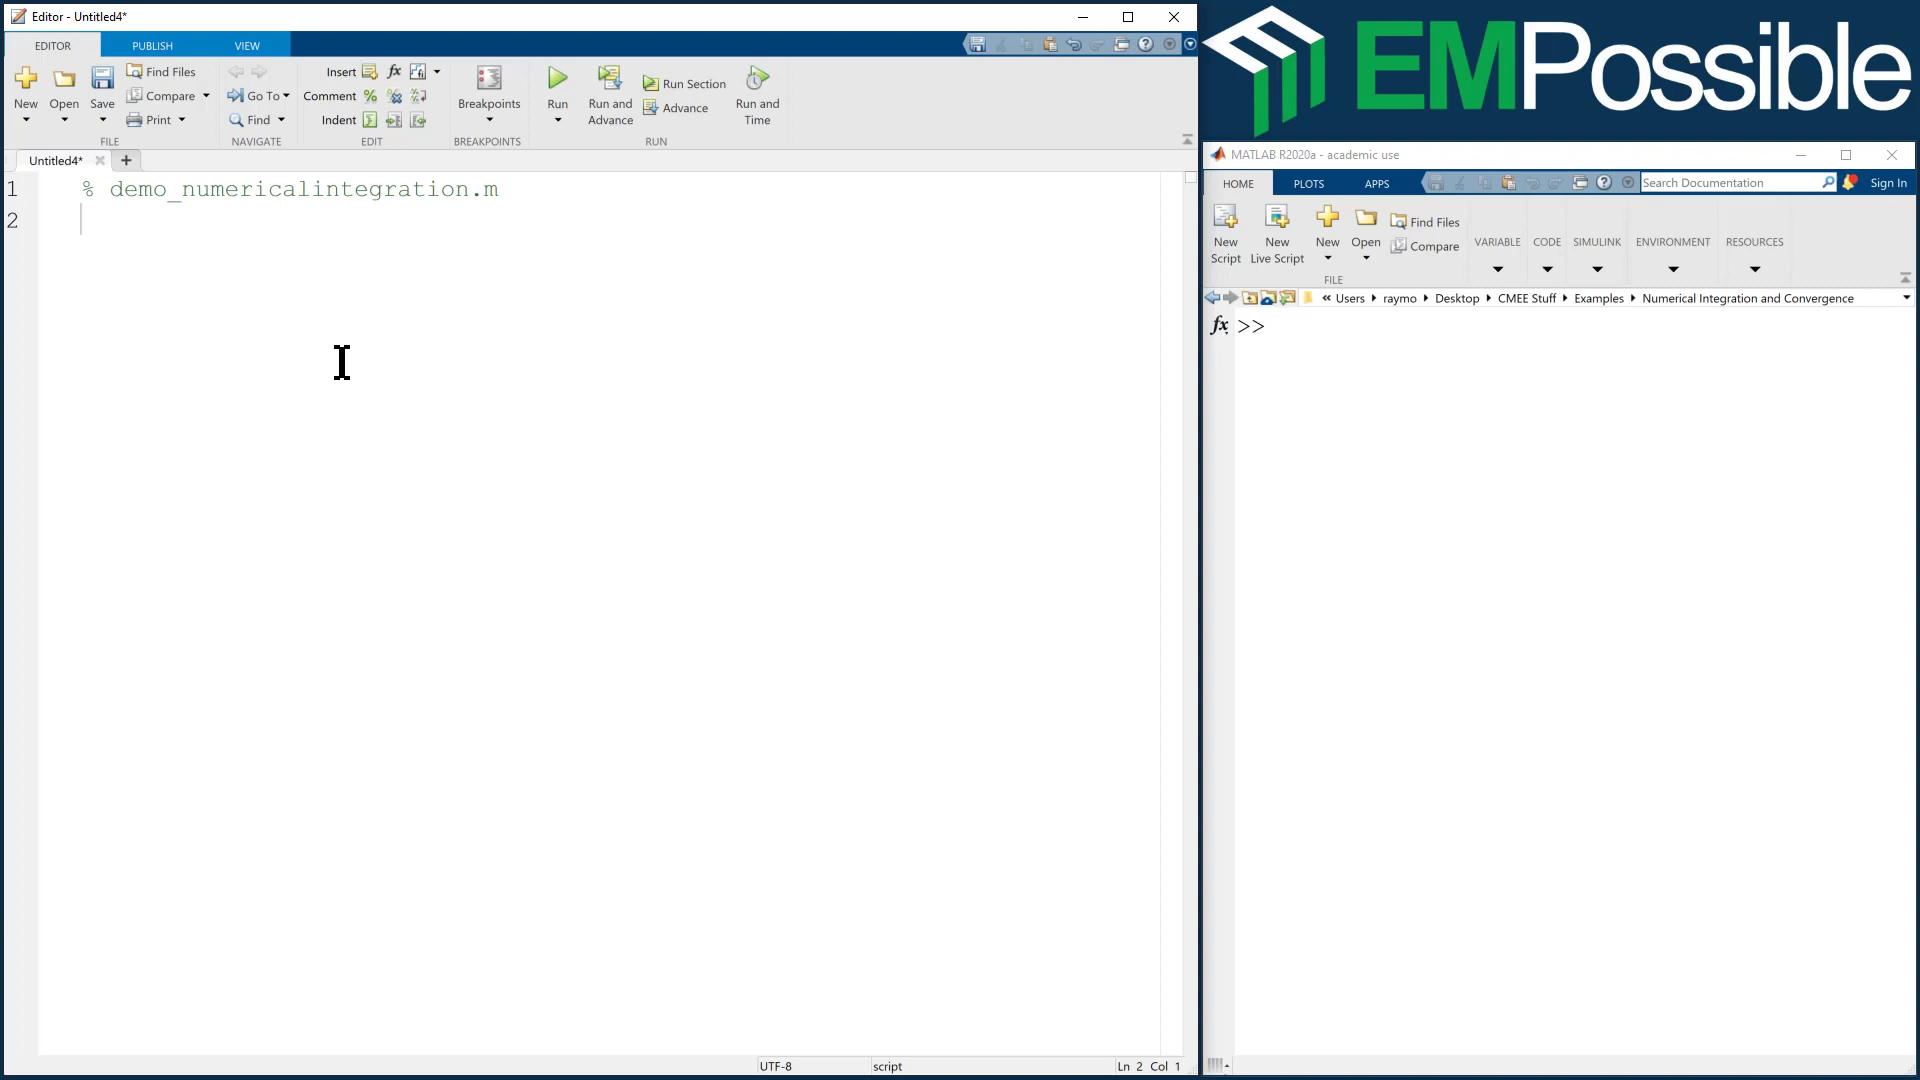 Editor - Untitled4*
EDITOR PUBLISH VIEW
New Open Save Find Files Compare Print
FILE
Go To Find
NAVIGATE
Insert fx
Comment
Indent
EDIT
Breakpoints
BREAKPOINTS
Run Run and Advance Run Section Advance Run and Time
RUN
Untitled4*
1 % demo_numericalintegration.m
2
UTF-8 script Ln 2 Col 1
EMPossible
MATLAB R2020a - academic use
HOME PLOTS APPS Search Documentation Sign In
New Script New Live Script New Open Find Files Compare
FILE
VARIABLE CODE SIMULINK ENVIRONMENT RESOURCES
« Users raymo Desktop CMEE Stuff Examples Numerical Integration and Convergence
fx >>